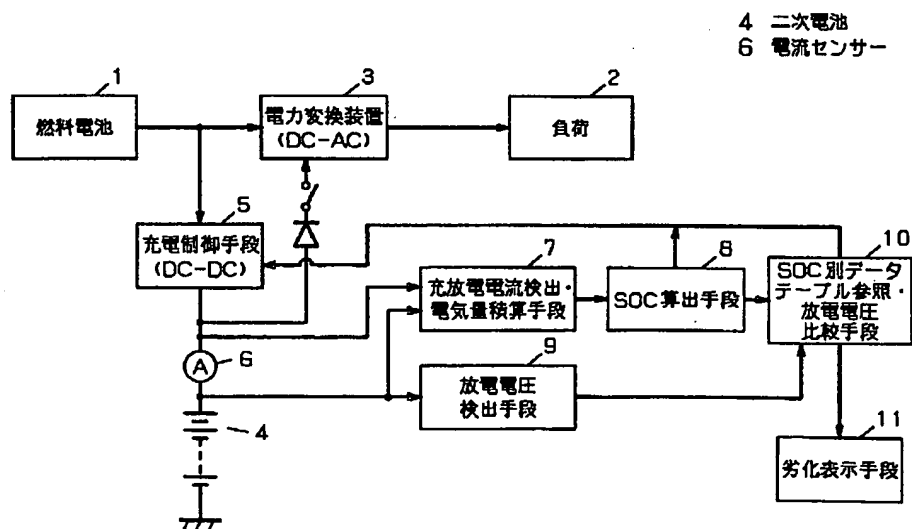 4 二次電池
6 電流センサー
1
燃料電池
3
電力変換装置
(DC-AC)
2
負荷
5
充電制御手段
(DC-DC)
7
充放電電流検出・
電気量積算手段
8
SOC算出手段
10
SOC別データ
テーブル参照・
放電電圧
比較手段
A
6
9
放電電圧
検出手段
4
11
劣化表示手段